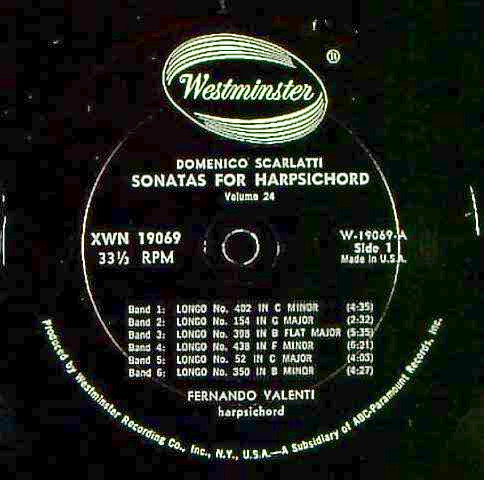 Westminster ®
DOMENICO SCARLATTI
SONATAS FOR HARPSICHORD
Volume 24
XWN 19069
33⅓ RPM
W-19069-A
Side 1
Made in U.S.A.
Band 1: LONGO No. 402 IN C MINOR (4:35)
Band 2: LONGO No. 154 IN G MAJOR (2:32)
Band 3: LONGO No. 398 IN B FLAT MAJOR (5:35)
Band 4: LONGO No. 438 IN F MINOR (6:21)
Band 5: LONGO No. 52 IN C MAJOR (4:03)
Band 6: LONGO No. 350 IN B MINOR (4:27)
FERNANDO VALENTI
harpsichord
Produced by Westminster Recording Co., Inc., N.Y., U.S.A.—A Subsidiary of ABC-Paramount Records, Inc.